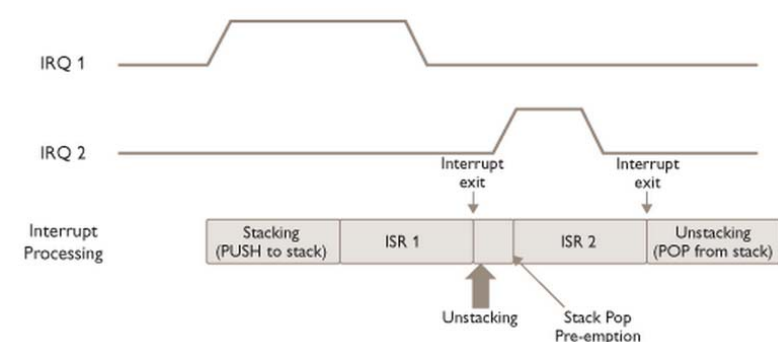 IRQ 1
IRQ 2
Interrupt
exit
Interrupt
exit
Interrupt
Processing
Stacking
(PUSH to stack)
ISR 1
ISR 2
Unstacking
(POP from stack)
Unstacking
Stack Pop
Pre-emption